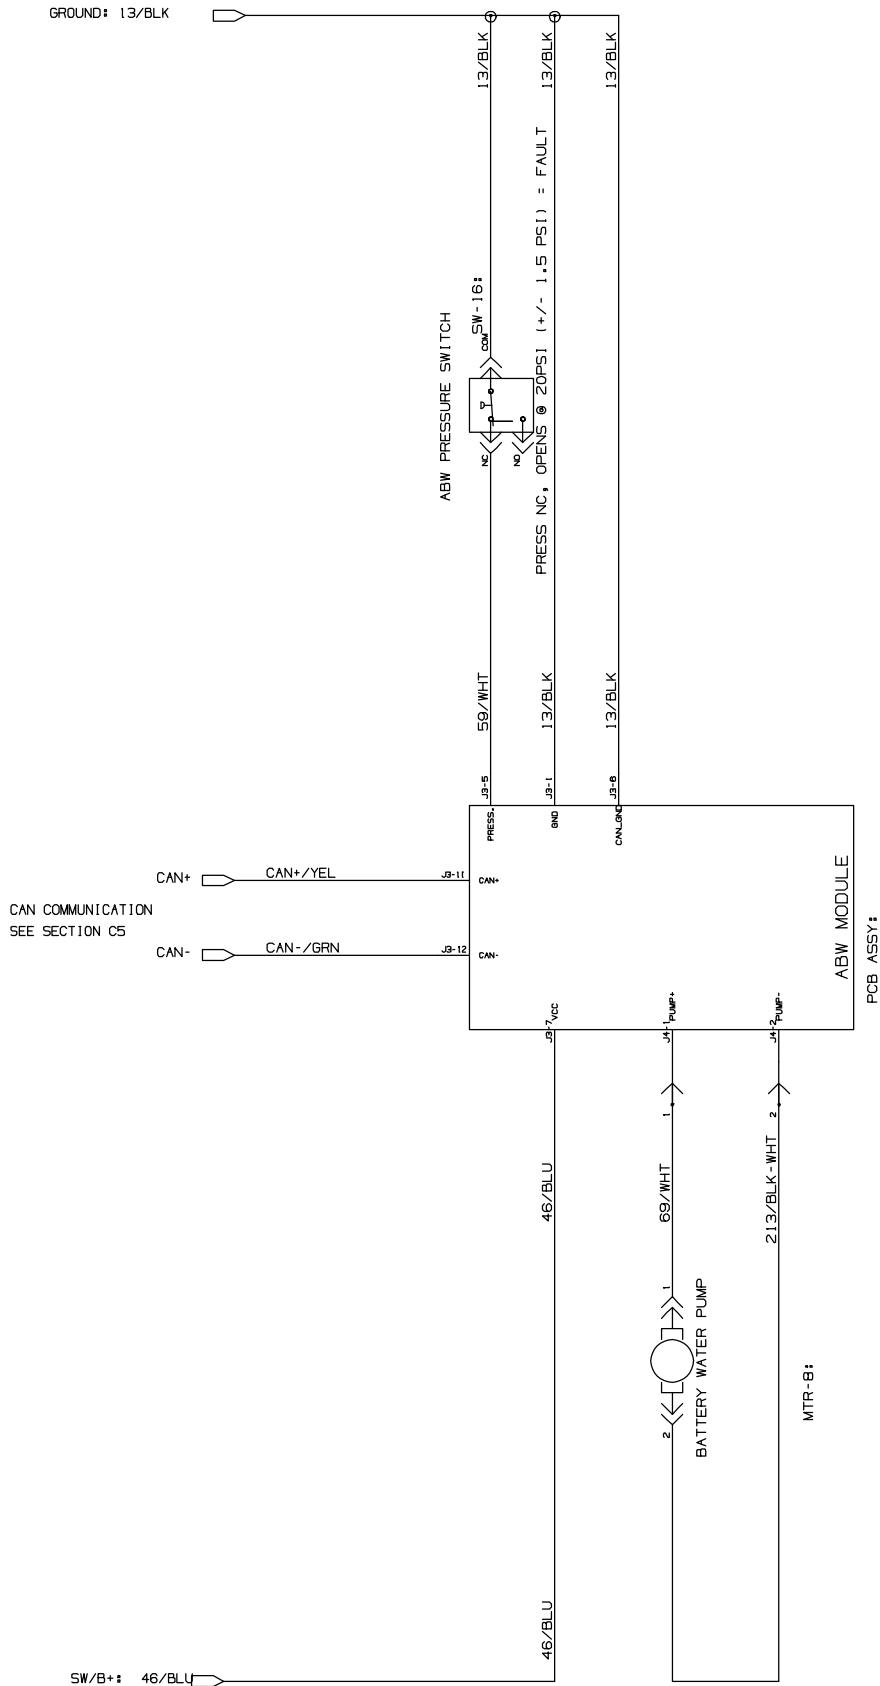 GROUND: 13/BLK
13/BLK
13/BLK
13/BLK
PRESS NC, OPENS @ 20PSI (+/- 1.5 PSI) = FAULT
SW-16:
ABW PRESSURE SWITCH
COM
NC
NO
59/WHT
13/BLK
13/BLK
J3-5
J3-1
J3-6
PRESS.
GND
CAN_GND
CAN+
CAN+/YEL
J3-11
CAN+
CAN COMMUNICATION
SEE SECTION C5
CAN-
CAN-/GRN
J3-12
CAN-
ABW MODULE
PCB ASSY:
VCC
PUMP+
PUMP-
J3-7
J4-1
J4-2
1
2
46/BLU
69/WHT
213/BLK-WHT
1
BATTERY WATER PUMP
2
MTR-8:
46/BLU
SW/B+: 46/BLU